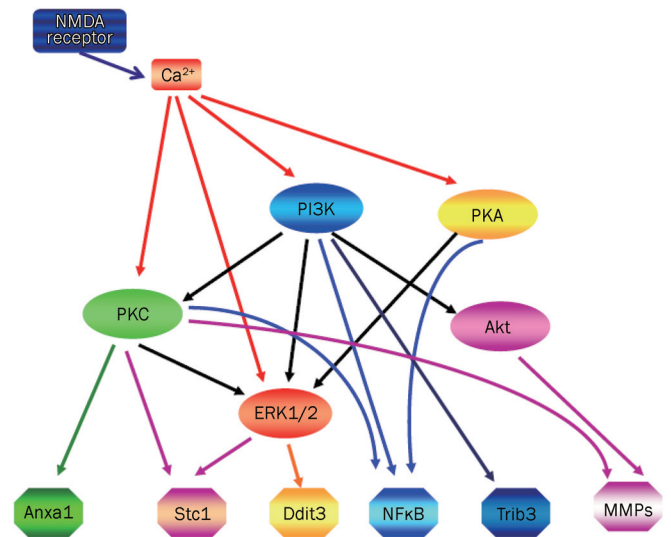 NMDA
receptor
Ca²⁺
PI3K
PKA
PKC
Akt
ERK1/2
Anxa1
Stc1
Ddit3
NFκB
Trib3
MMPs